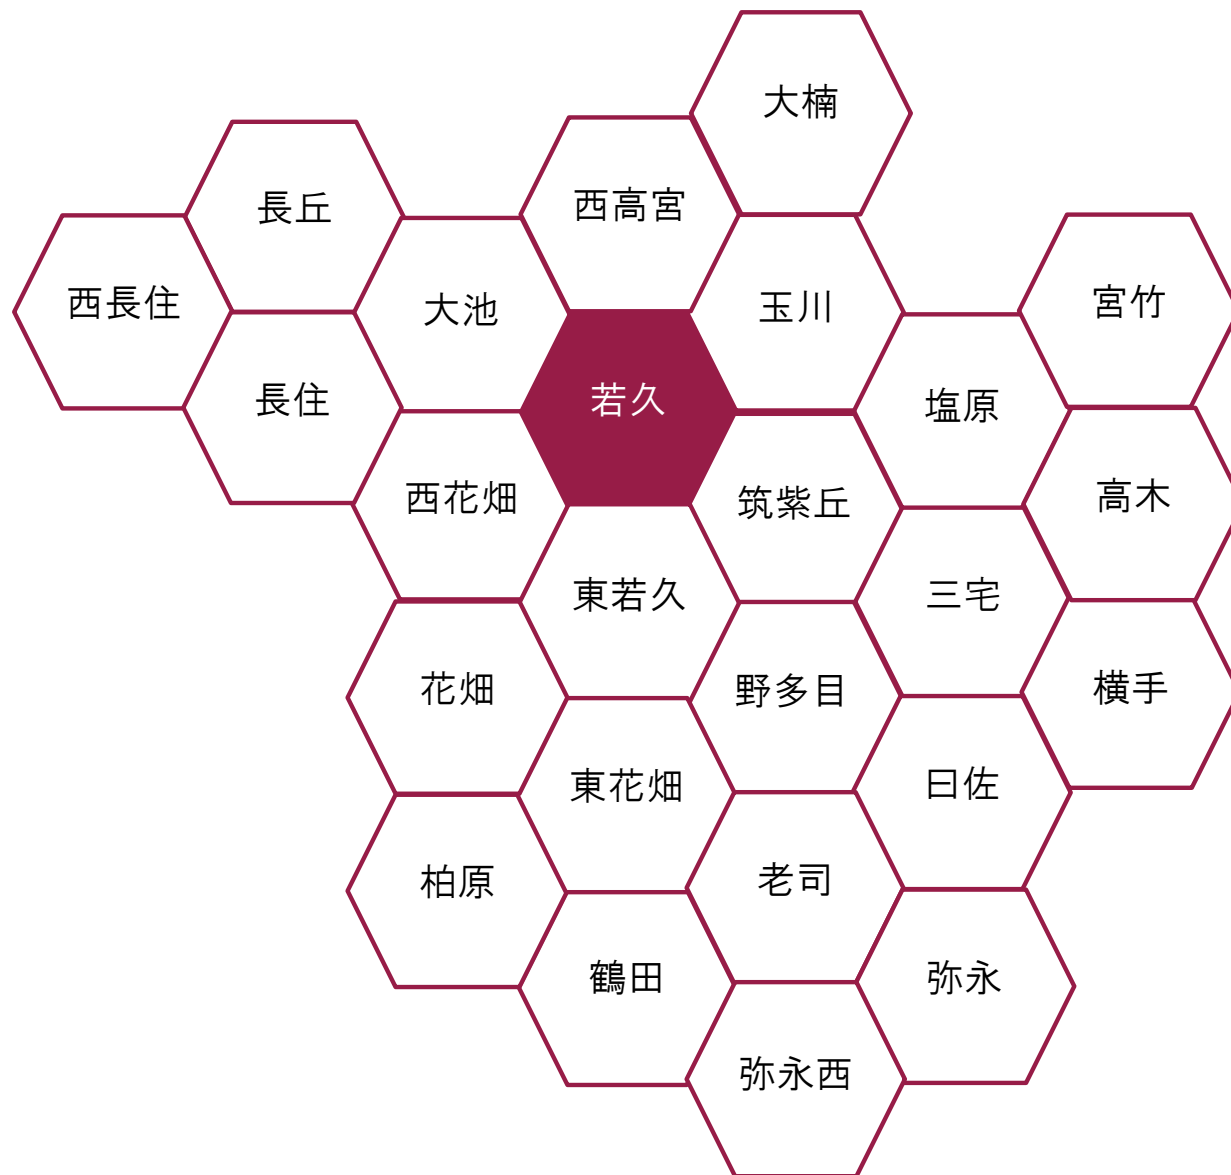 大楠
西高宮
長丘
宮竹
西長住
大池
玉川
長住
若久
塩原
高木
西花畑
筑紫丘
東若久
三宅
花畑
野多目
横手
東花畑
曰佐
柏原
老司
鶴田
弥永
弥永西